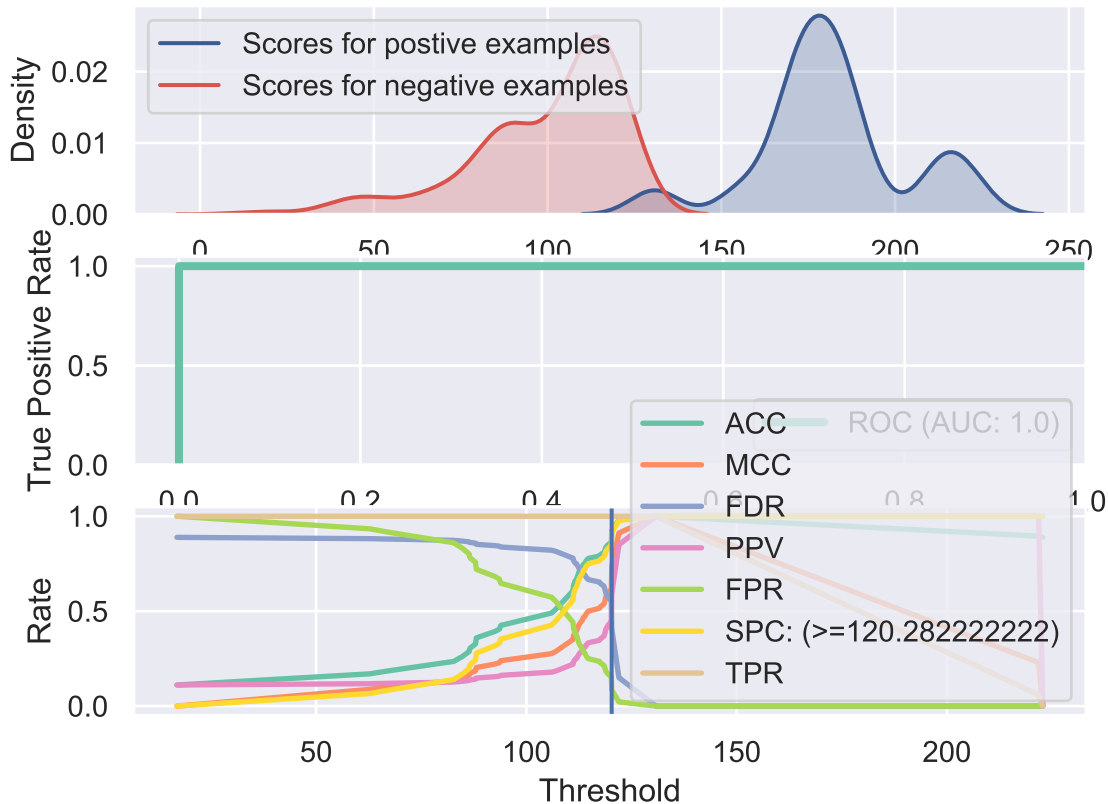 Scores for postive examples
Scores for negative examples
Density
0.02
0.01
0.00
0 50 100 150 200 250
True Positive Rate
1.0
0.5
0.0
ROC (AUC: 1.0)
0.0 0.2 0.4 0.6 0.8 1.0
ACC
MCC
FDR
PPV
FPR
SPC: (>=120.282222222)
TPR
Rate
1.0
0.5
0.0
50 100 150 200
Threshold